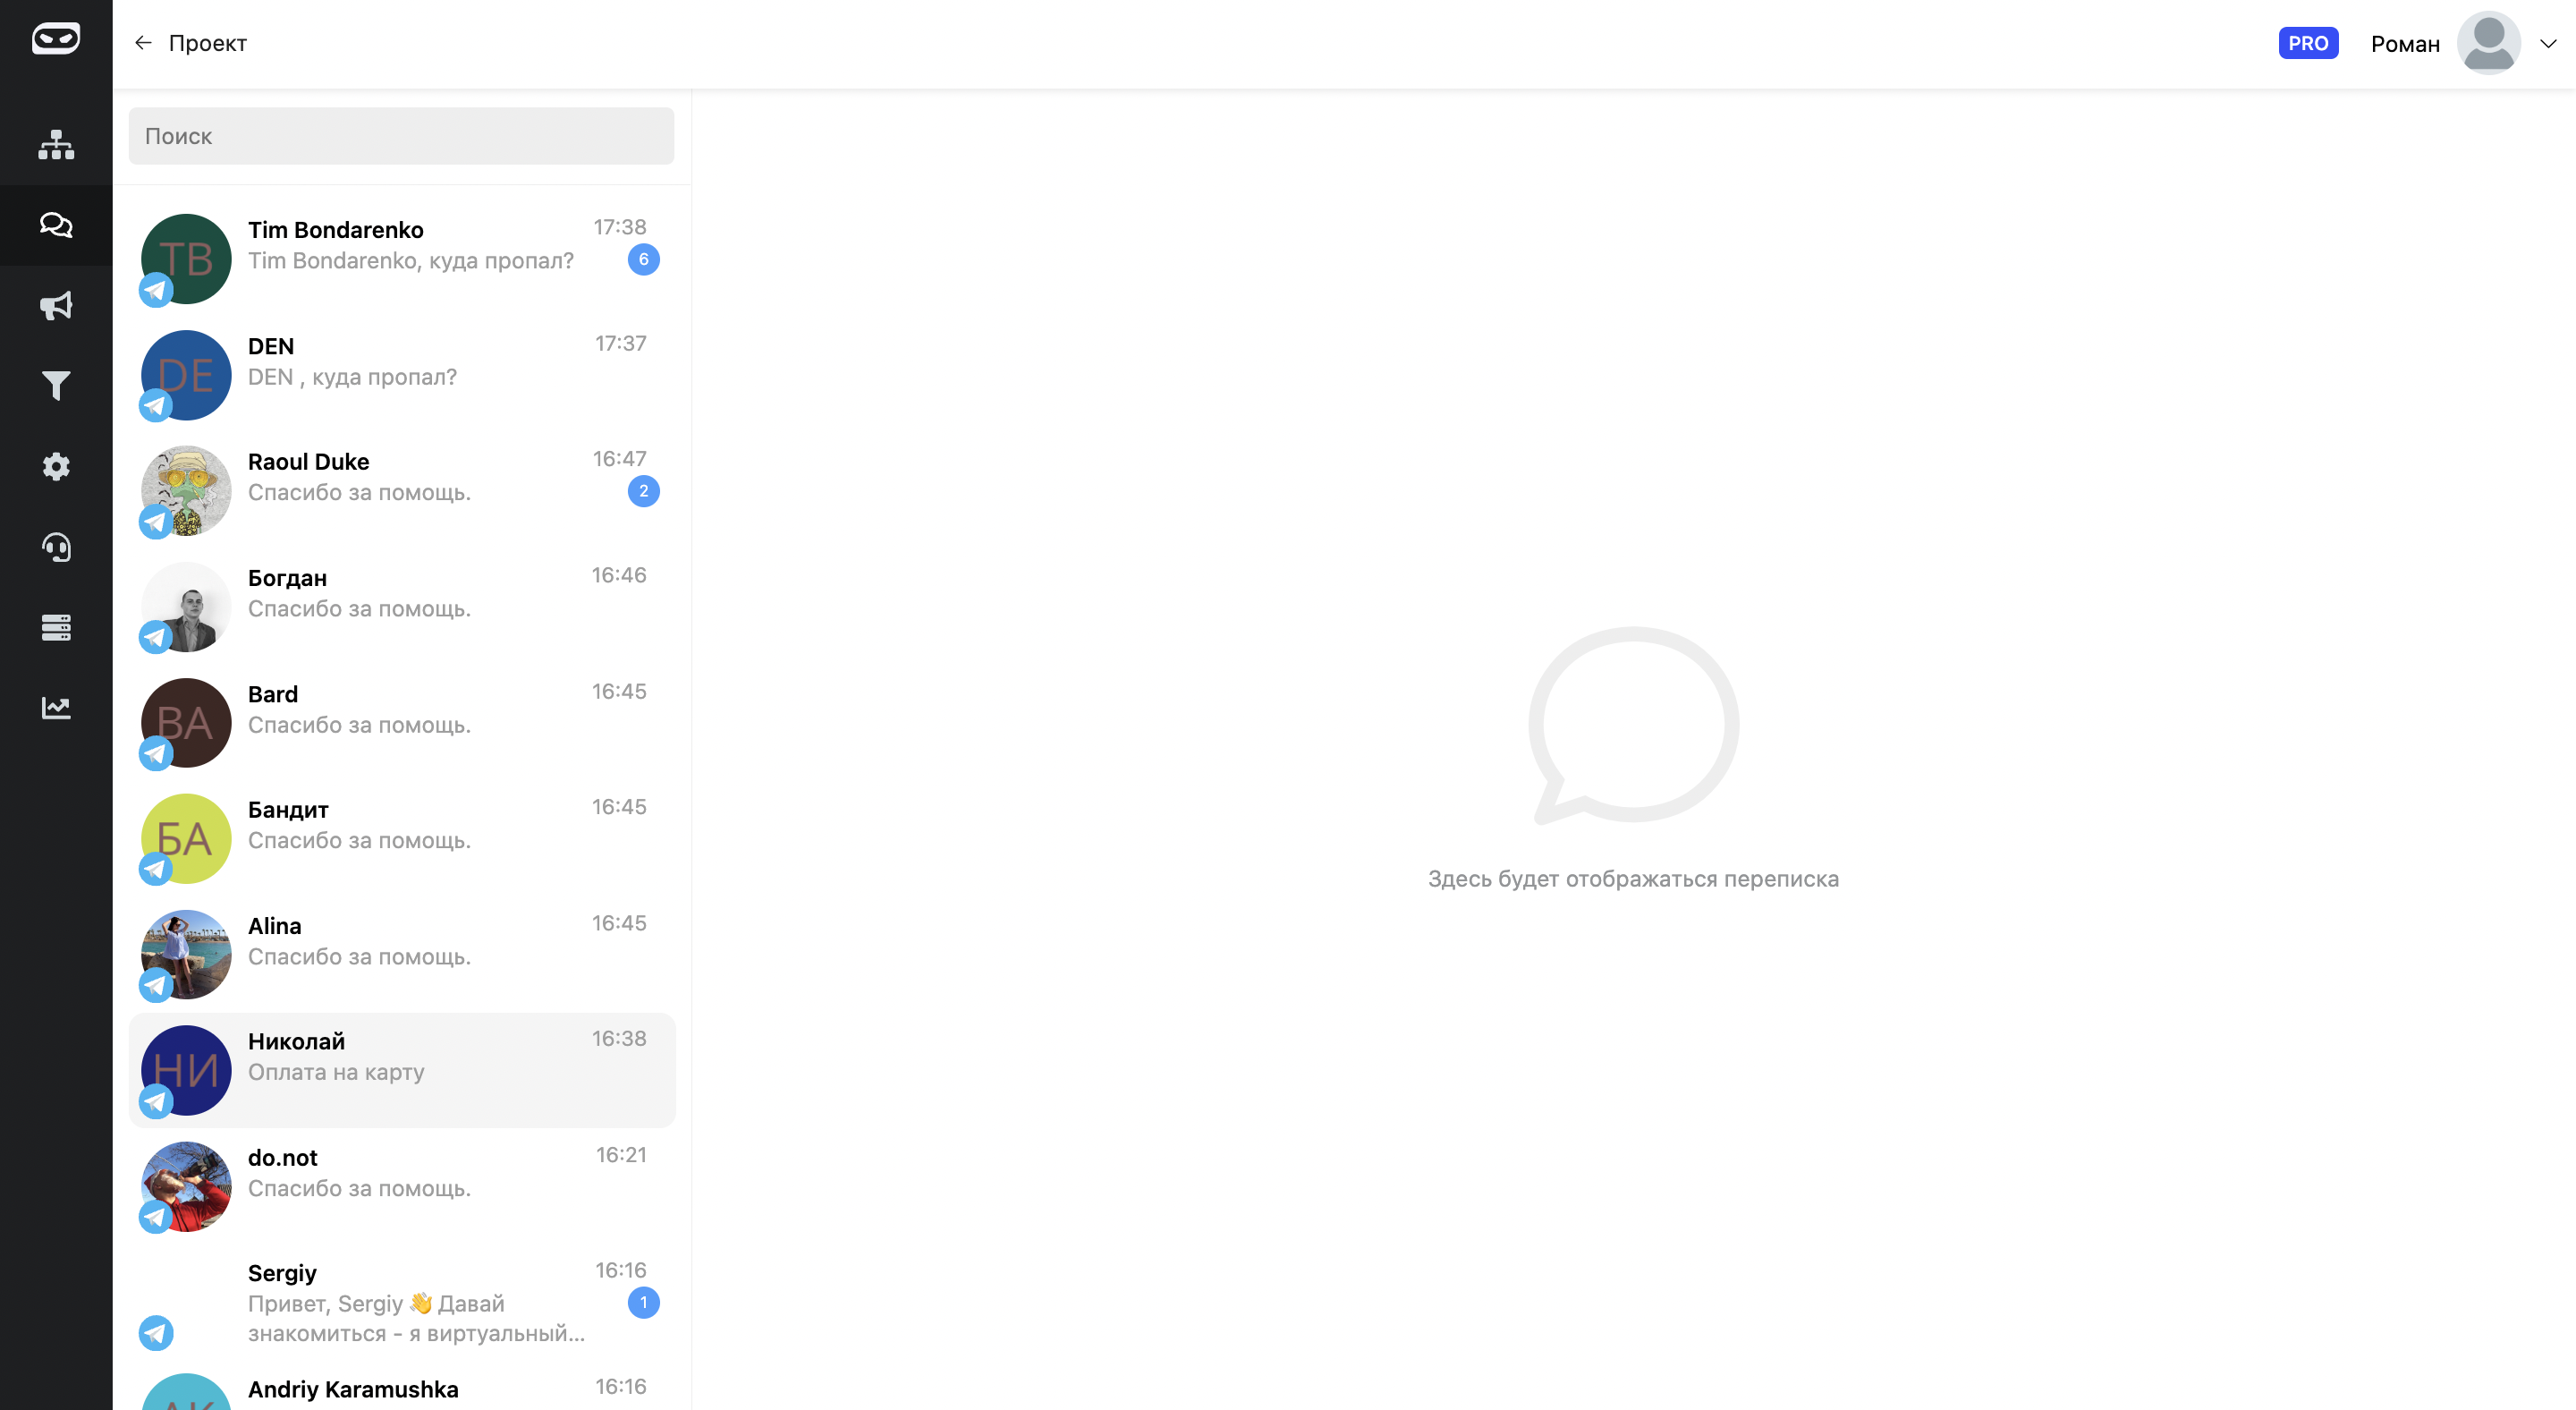 Проект
PRO
Роман
Поиск
TB
Tim Bondarenko
17:38
Tim Bondarenko, куда пропал?
6
DE
DEN
17:37
DEN , куда пропал?
Raoul Duke
16:47
Спасибо за помощь.
2
Богдан
16:46
Спасибо за помощь.
BA
Bard
16:45
Спасибо за помощь.
БА
Бандит
16:45
Спасибо за помощь.
Alina
16:45
Спасибо за помощь.
НИ
Николай
16:38
Оплата на карту
do.not
16:21
Спасибо за помощь.
Sergiy
16:16
Привет, Sergiy 👋 Давай
знакомиться - я виртуальный...
1
AK
Andriy Karamushka
16:16
Здесь будет отображаться переписка